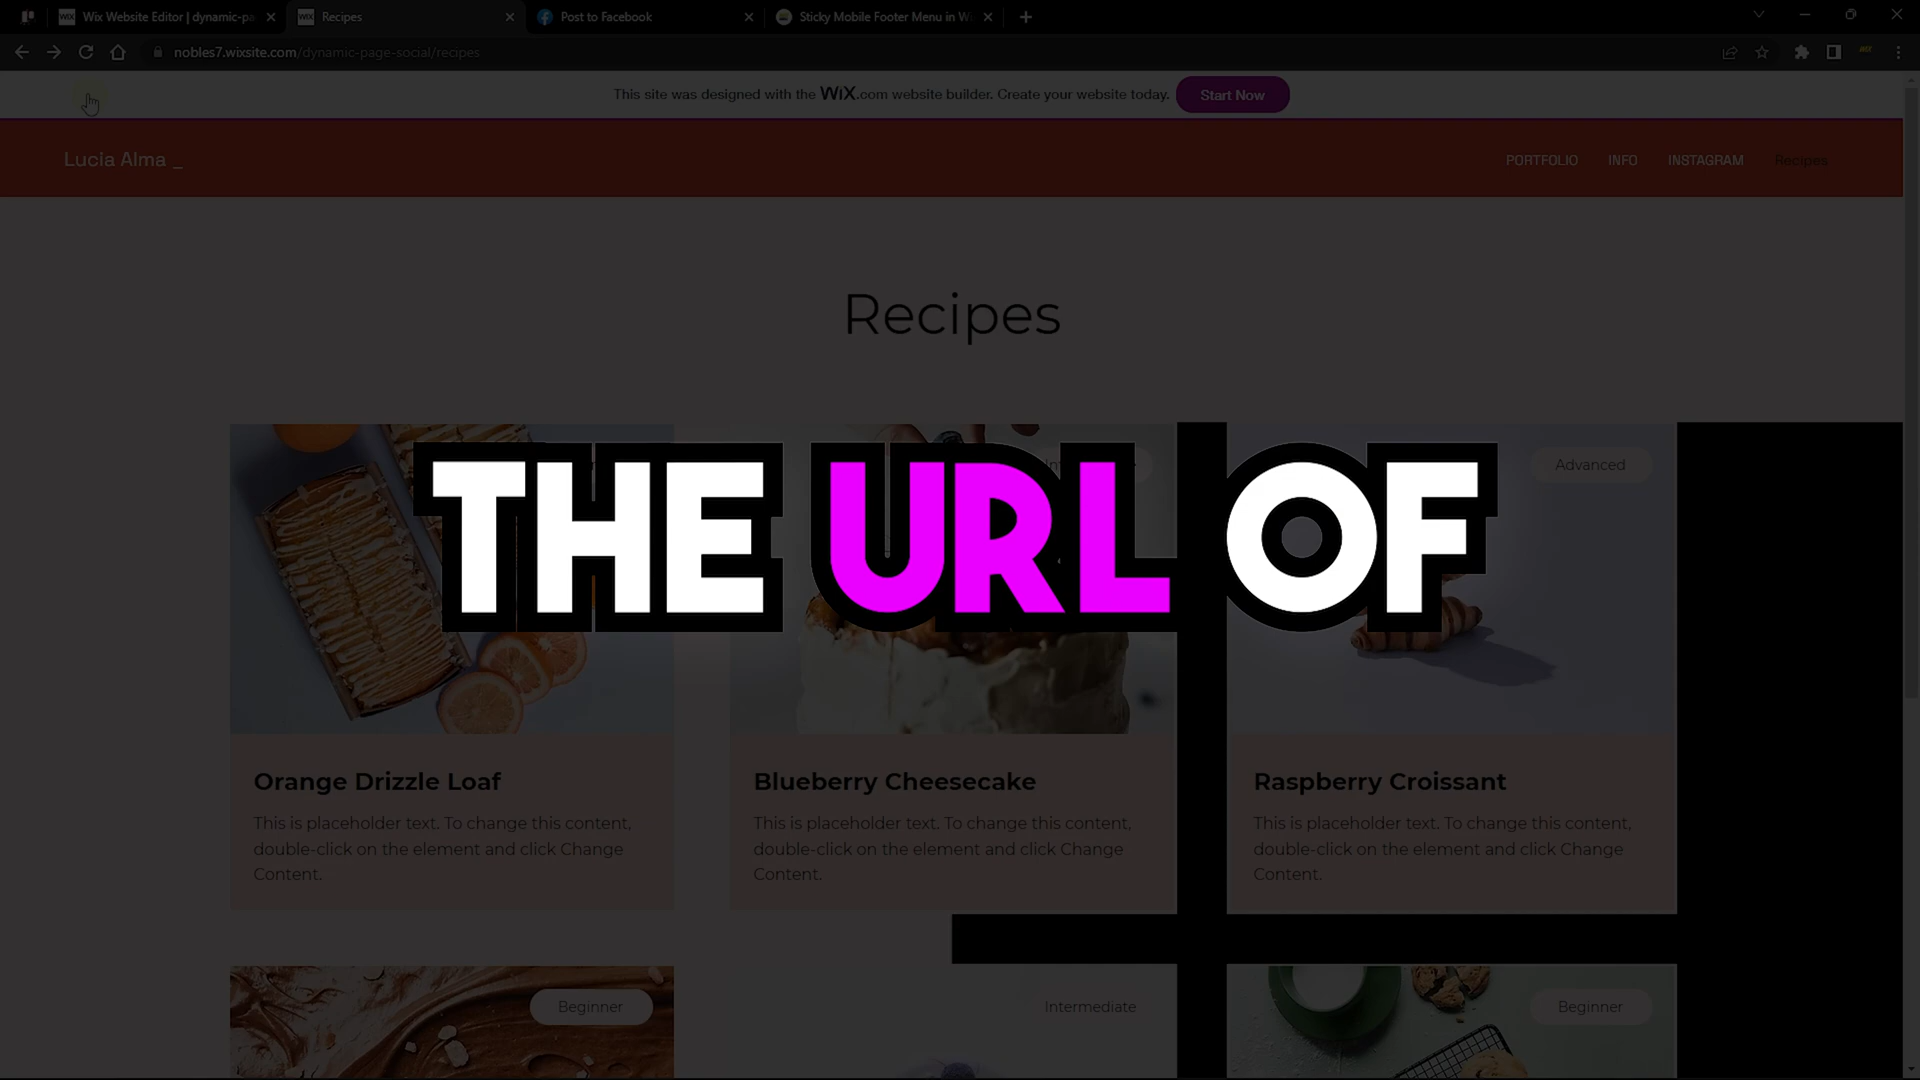 Wix Website Editor | dynamic-pa
Recipes
Post to Facebook
Sticky Mobile Footer Menu in W
nobles7.wixsite.com/dynamic-page-social/recipes
This site was designed with the WiX.com website builder. Create your website today.
Start Now
Lucia Alma _
PORTFOLIO
INFO
INSTAGRAM
Recipes
Recipes
Advanced
THE URL OF
Orange Drizzle Loaf
This is placeholder text. To change this content,
double-click on the element and click Change
Content.
Blueberry Cheesecake
This is placeholder text. To change this content,
double-click on the element and click Change
Content.
Raspberry Croissant
This is placeholder text. To change this content,
double-click on the element and click Change
Content.
Beginner
Intermediate
Beginner